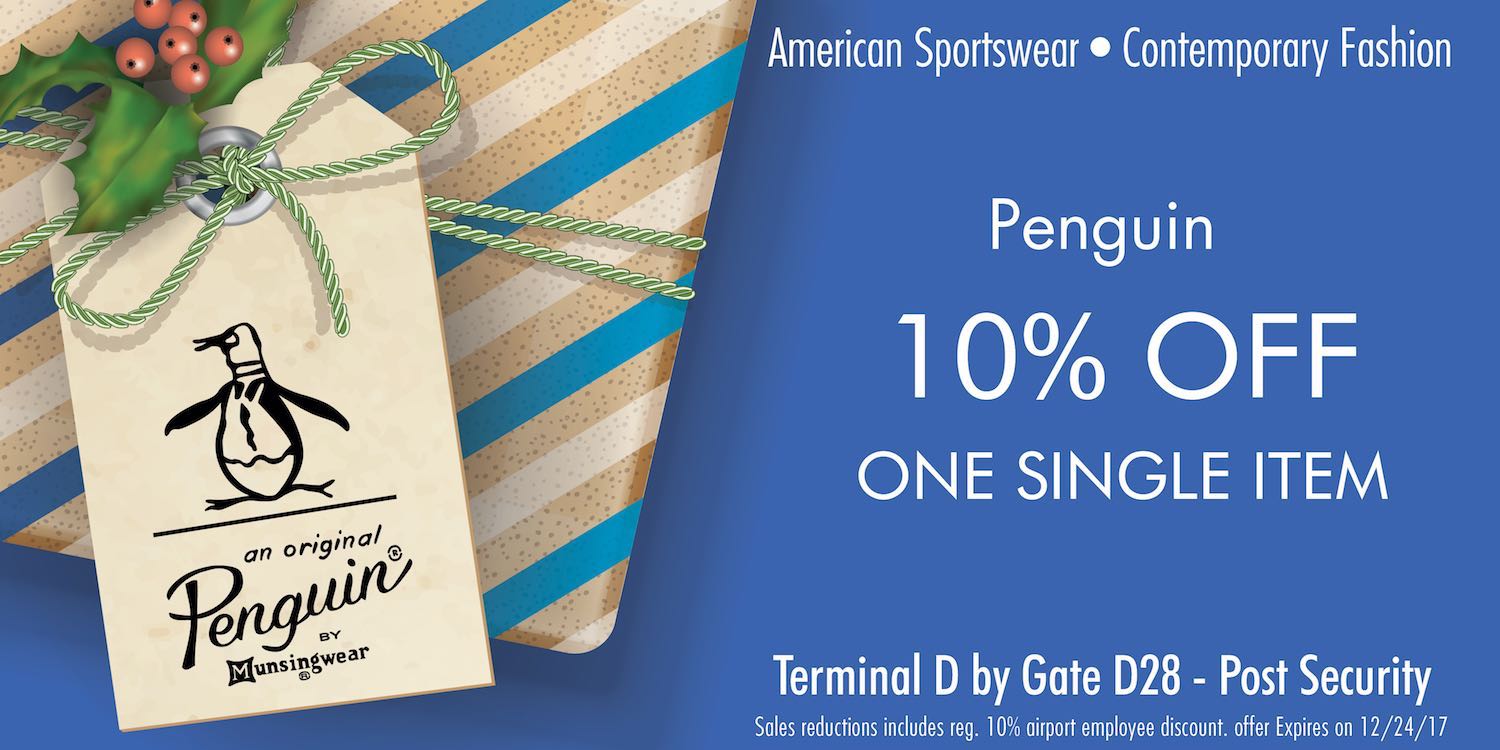 American Sportswear • Contemporary Fashion
Penguin
10% OFF
ONE SINGLE ITEM
Terminal D by Gate D28 - Post Security
Sales reductions includes reg. 10% airport employee discount. offer Expires on 12/24/17
an original
Penguin®
BY
Munsingwear
®